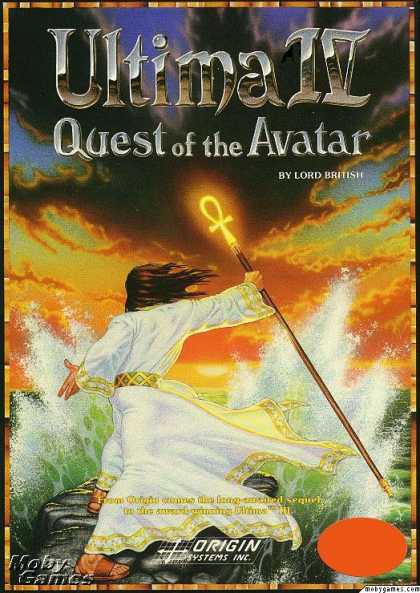 Ultima IV
Quest of the Avatar
BY LORD BRITISH
From Origin comes the long-awaited sequel
to the award-winning Ultima™ III.
ORIGIN
SYSTEMS INC.
Moby
Games
mobygames.com